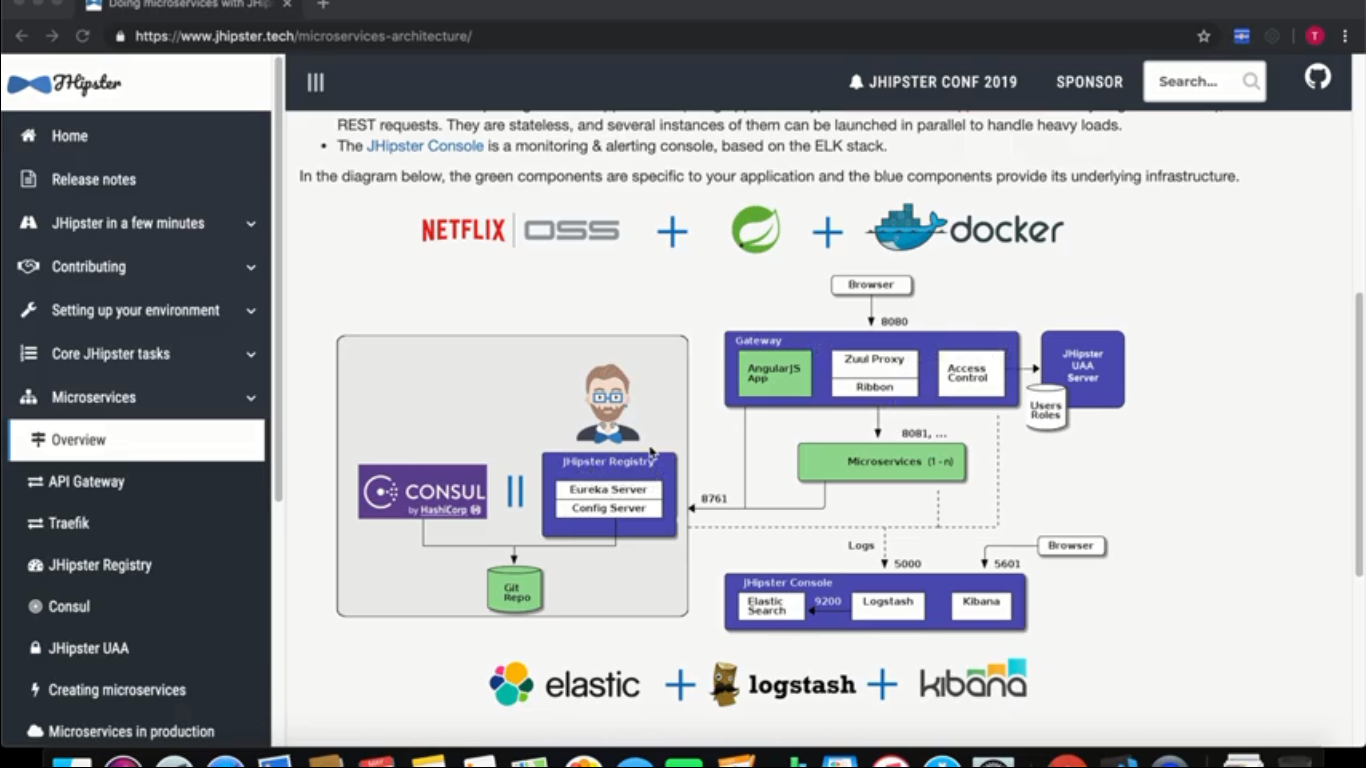 Doing microservices with JHip
https://www.jhipster.tech/microservices-architecture/
T
JHipster
JHIPSTER CONF 2019
SPONSOR
Search...
Home
Release notes
JHipster in a few minutes
Contributing
Setting up your environment
Core JHipster tasks
Microservices
Overview
API Gateway
Traefik
JHipster Registry
Consul
JHipster UAA
Creating microservices
Microservices in production
REST requests. They are stateless, and several instances of them can be launched in parallel to handle heavy loads.
• The JHipster Console is a monitoring & alerting console, based on the ELK stack.
In the diagram below, the green components are specific to your application and the blue components provide its underlying infrastructure.
NETFLIX | OSS + + docker
Browser
8080
Gateway
AngularJS
App
Zuul Proxy
Ribbon
Access
Control
JHipster
UAA
Server
Users
Roles
8081, ...
Microservices (1-n)
JHipster Registry
Eureka Server
Config Server
CONSUL
by HashiCorp
8761
Git
Repo
Logs
5000
Browser
5601
JHipster Console
Elastic
Search
9200
Logstash
Kibana
elastic + logstash + kibana